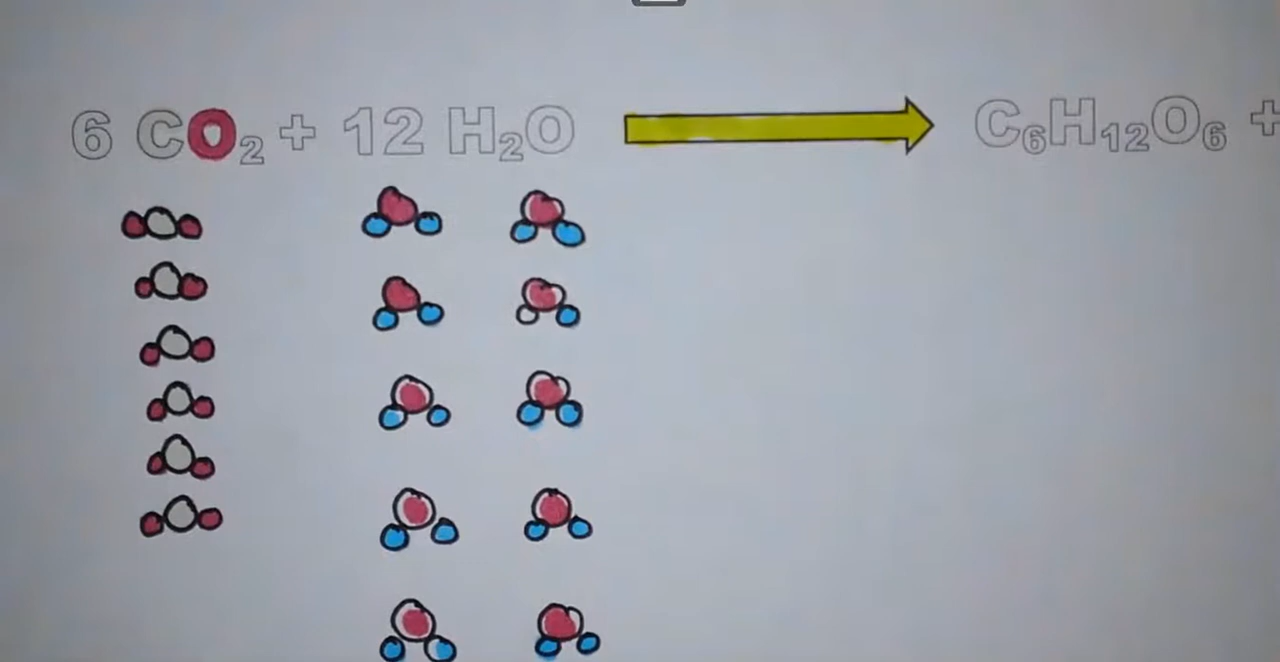 6 CO₂ + 12 H₂O C₆H₁₂O₆ +